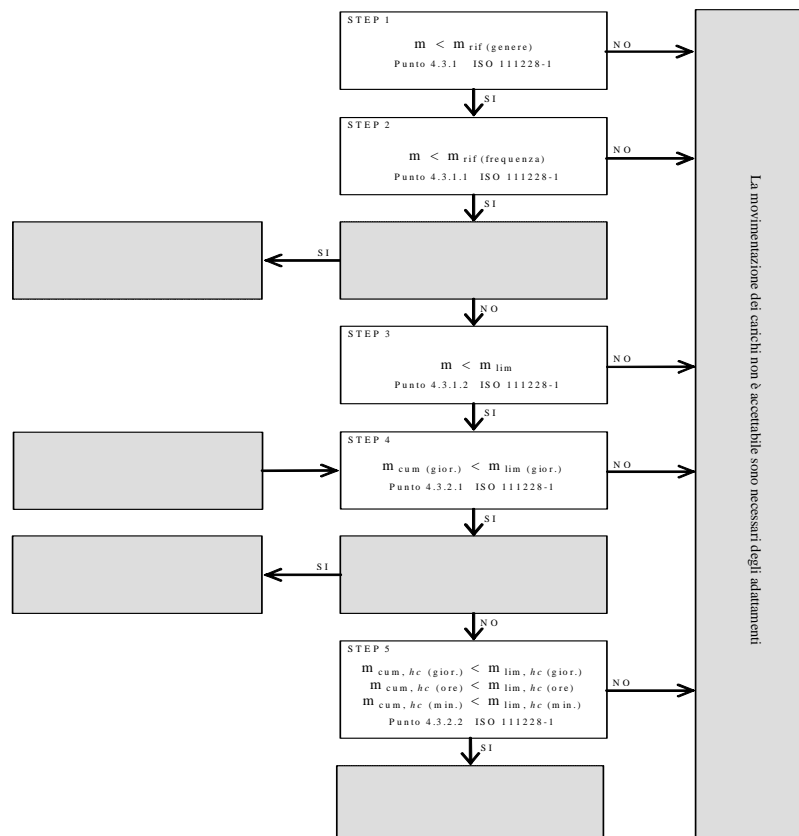 STEP 1
m < m rif (genere)
Punto 4.3.1 ISO 111228-1
NO
SI
STEP 2
m < m rif (frequenza)
Punto 4.3.1.1 ISO 111228-1
NO
SI
SI
NO
STEP 3
m < m lim
Punto 4.3.1.2 ISO 111228-1
NO
SI
STEP 4
m cum (gior.) < m lim (gior.)
Punto 4.3.2.1 ISO 111228-1
NO
SI
SI
NO
STEP 5
m cum, hc (gior.) < m lim, hc (gior.)
m cum, hc (ore) < m lim, hc (ore)
m cum, hc (min.) < m lim, hc (min.)
Punto 4.3.2.2 ISO 111228-1
NO
SI
La movimentazione dei carichi non è accettabile sono necessari degli adattamenti